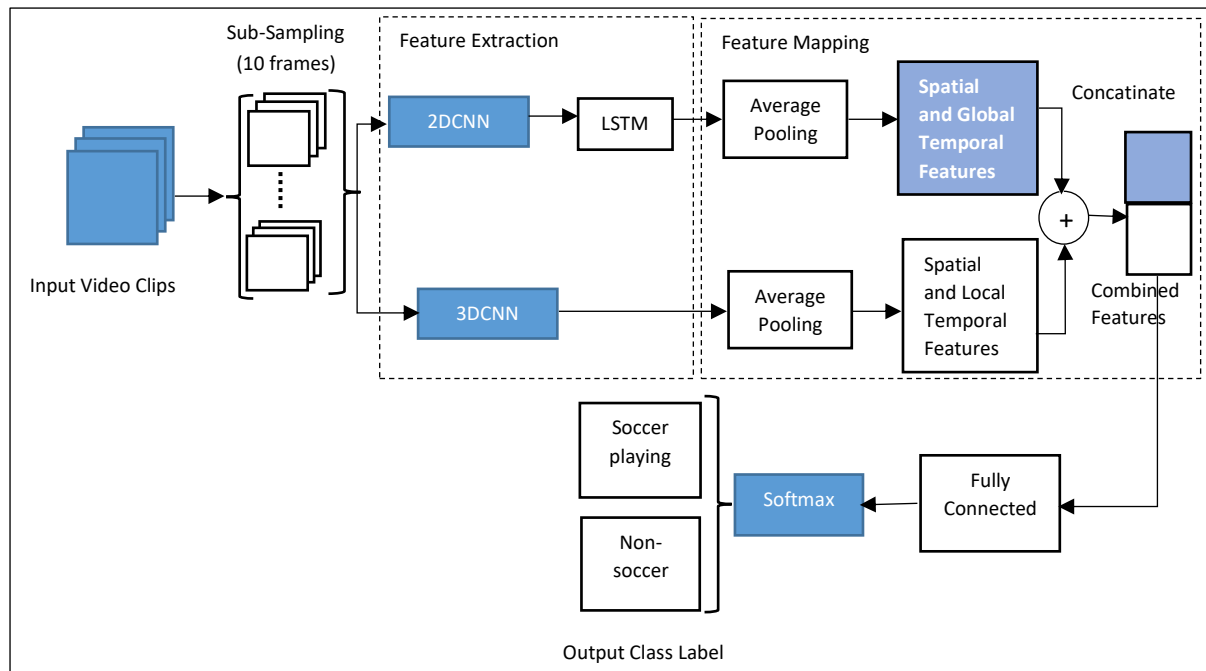 Sub-Sampling
(10 frames)
Feature Extraction
Feature Mapping
2DCNN
LSTM
Average
Pooling
Spatial
and Global
Temporal
Features
Concatinate
+
Input Video Clips
3DCNN
Average
Pooling
Spatial
and Local
Temporal
Features
Combined
Features
Soccer
playing
Non-
soccer
Softmax
Fully
Connected
Output Class Label